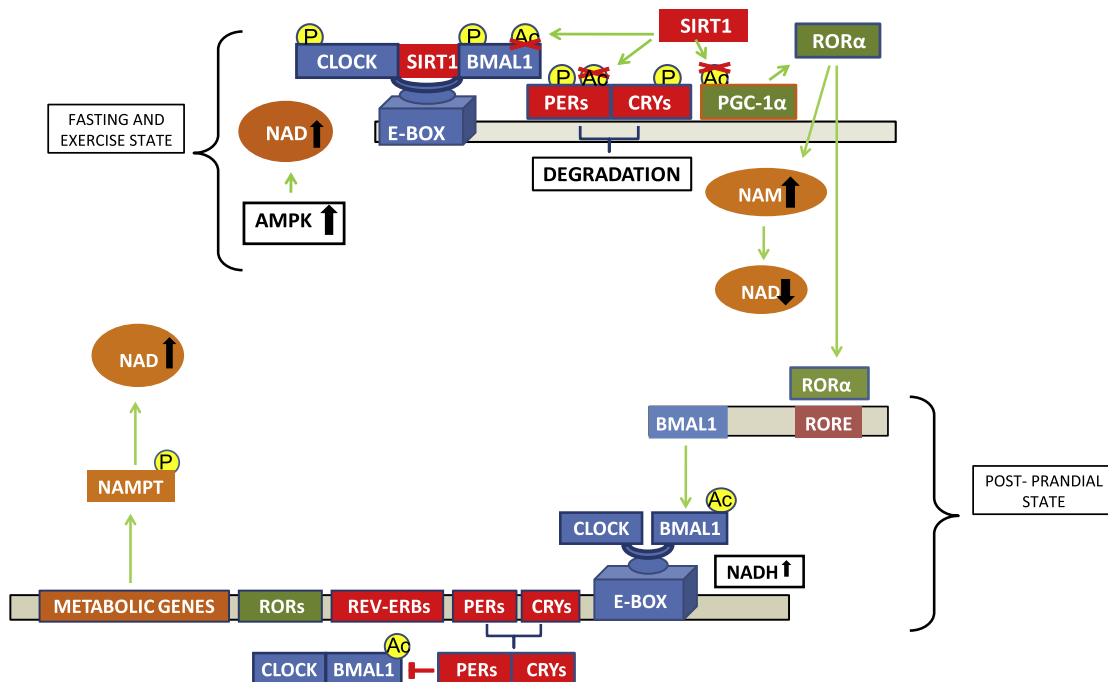 SIRT1
RORα
P
P
Ac
CLOCK
SIRT1
BMAL1
P
Ac
P
Ac
PERs
CRYs
PGC-1α
FASTING AND
EXERCISE STATE
NAD
E-BOX
DEGRADATION
AMPK
NAM
NAD
NAD
RORα
BMAL1
RORE
P
NAMPT
POST- PRANDIAL
STATE
Ac
CLOCK
BMAL1
NADH
E-BOX
METABOLIC GENES
RORs
REV-ERBs
PERs
CRYs
Ac
CLOCK
BMAL1
PERs
CRYs